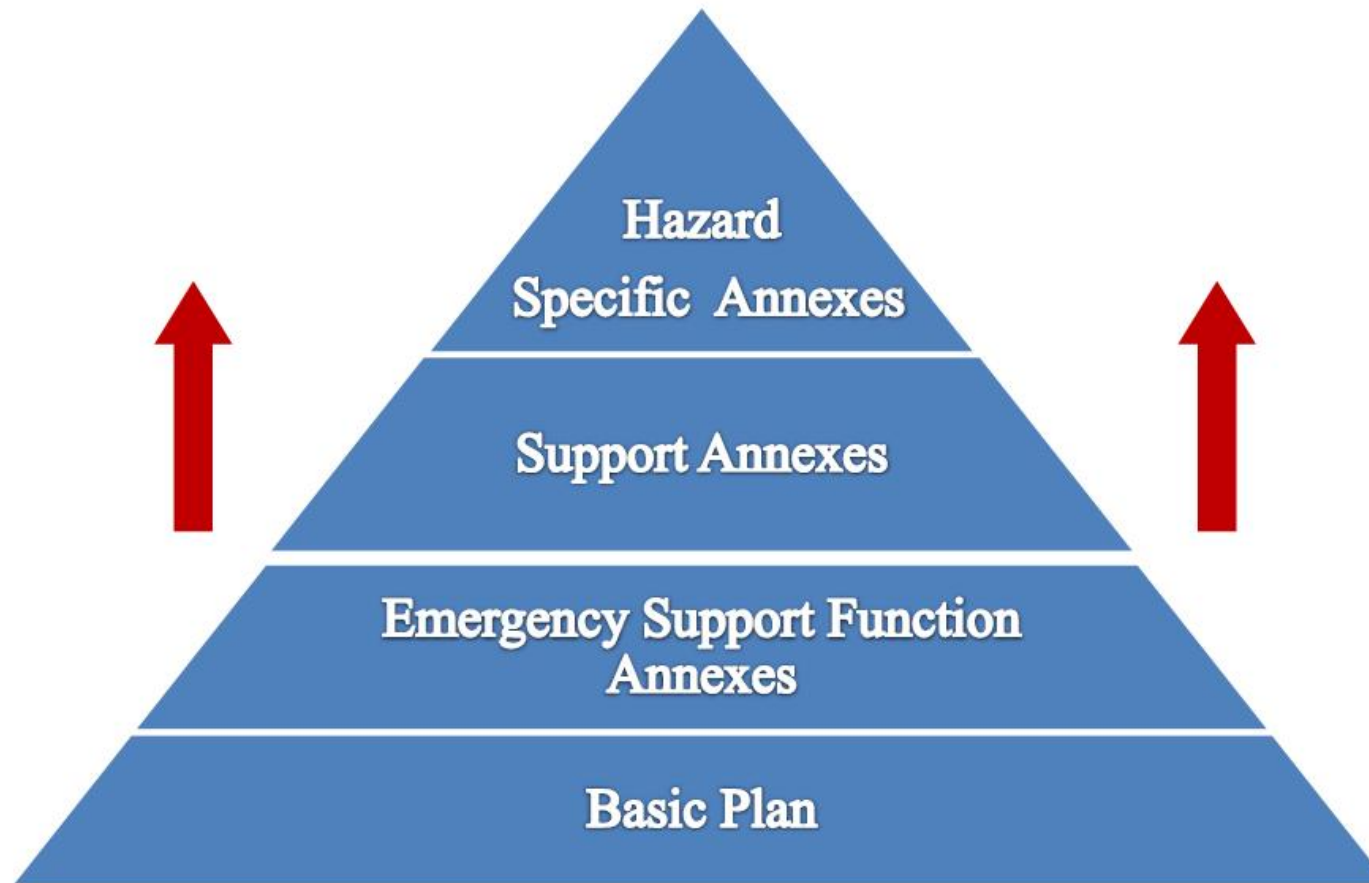 Hazard
Specific Annexes
Support Annexes
Emergency Support Function
Annexes
Basic Plan